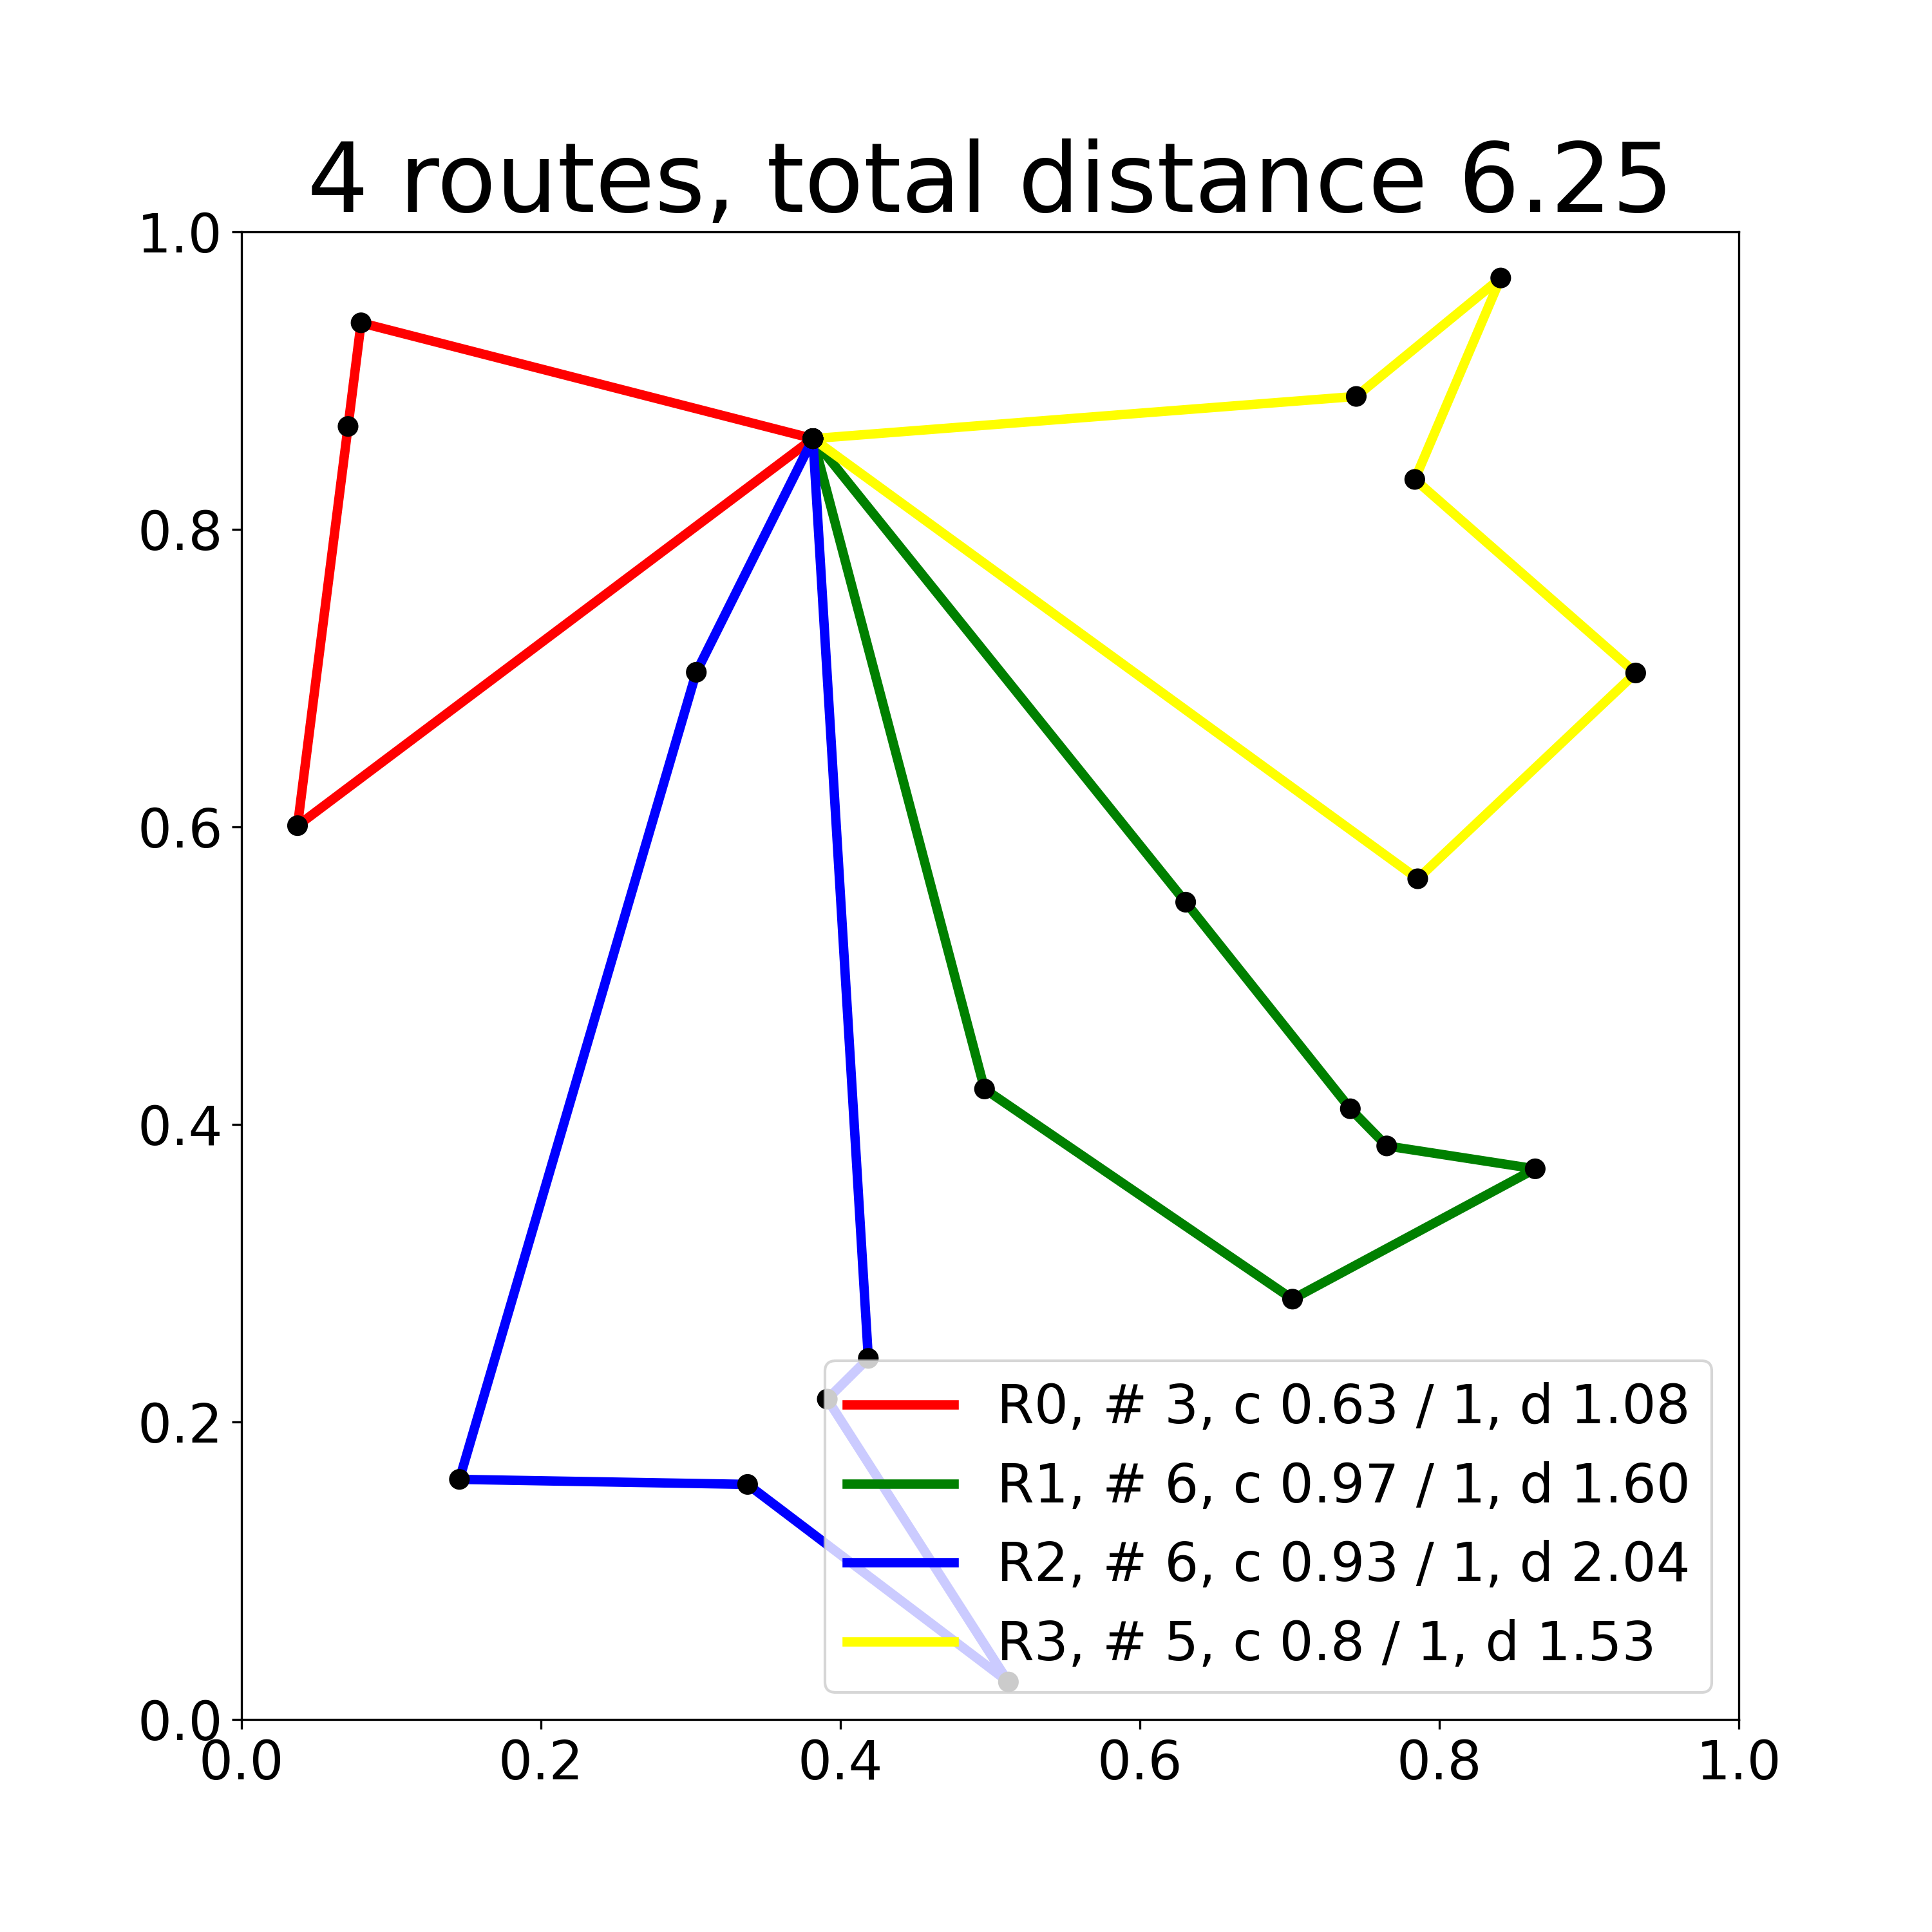 4 routes, total distance 6.25
1.0
0.8
0.6
0.4
0.2
0.0
0.0 0.2 0.4 0.6 0.8 1.0
R0, # 3, c 0.63 / 1, d 1.08
R1, # 6, c 0.97 / 1, d 1.60
R2, # 6, c 0.93 / 1, d 2.04
R3, # 5, c 0.8 / 1, d 1.53